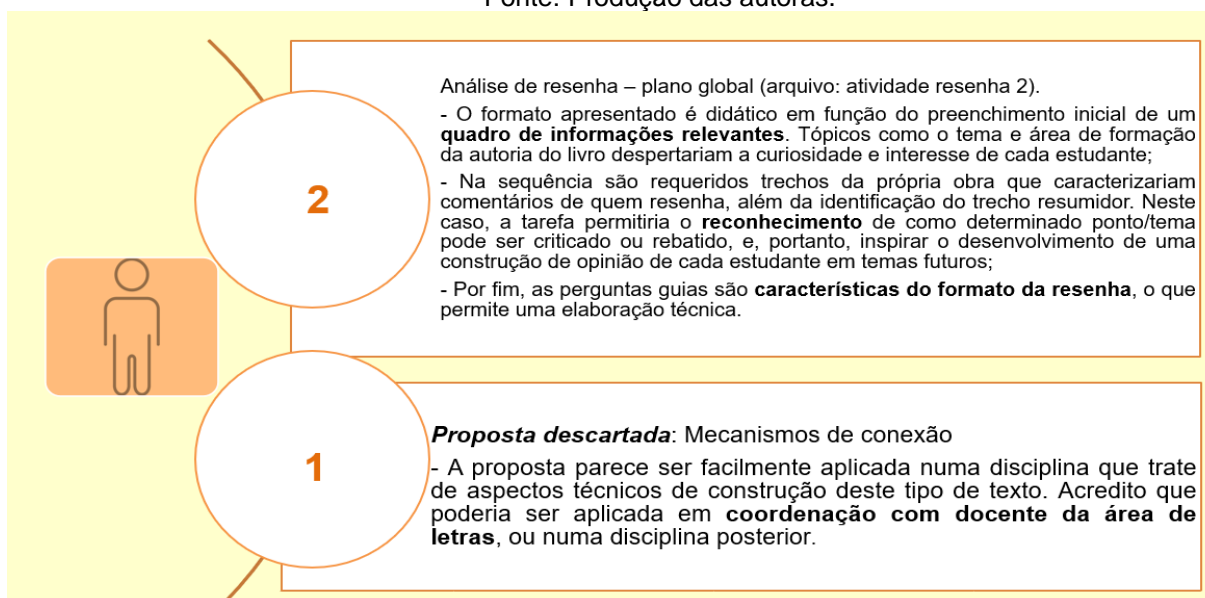 Fonte: Produção das autoras.
2
Análise de resenha – plano global (arquivo: atividade resenha 2).
- O formato apresentado é didático em função do preenchimento inicial de um
quadro de informações relevantes. Tópicos como o tema e área de formação
da autoria do livro despertariam a curiosidade e interesse de cada estudante;
- Na sequência são requeridos trechos da própria obra que caracterizariam
comentários de quem resenha, além da identificação do trecho resumidor. Neste
caso, a tarefa permitiria o reconhecimento de como determinado ponto/tema
pode ser criticado ou rebatido, e, portanto, inspirar o desenvolvimento de uma
construção de opinião de cada estudante em temas futuros;
- Por fim, as perguntas guias são características do formato da resenha, o que
permite uma elaboração técnica.
1
Proposta descartada: Mecanismos de conexão
- A proposta parece ser facilmente aplicada numa disciplina que trate
de aspectos técnicos de construção deste tipo de texto. Acredito que
poderia ser aplicada em coordenação com docente da área de
letras, ou numa disciplina posterior.